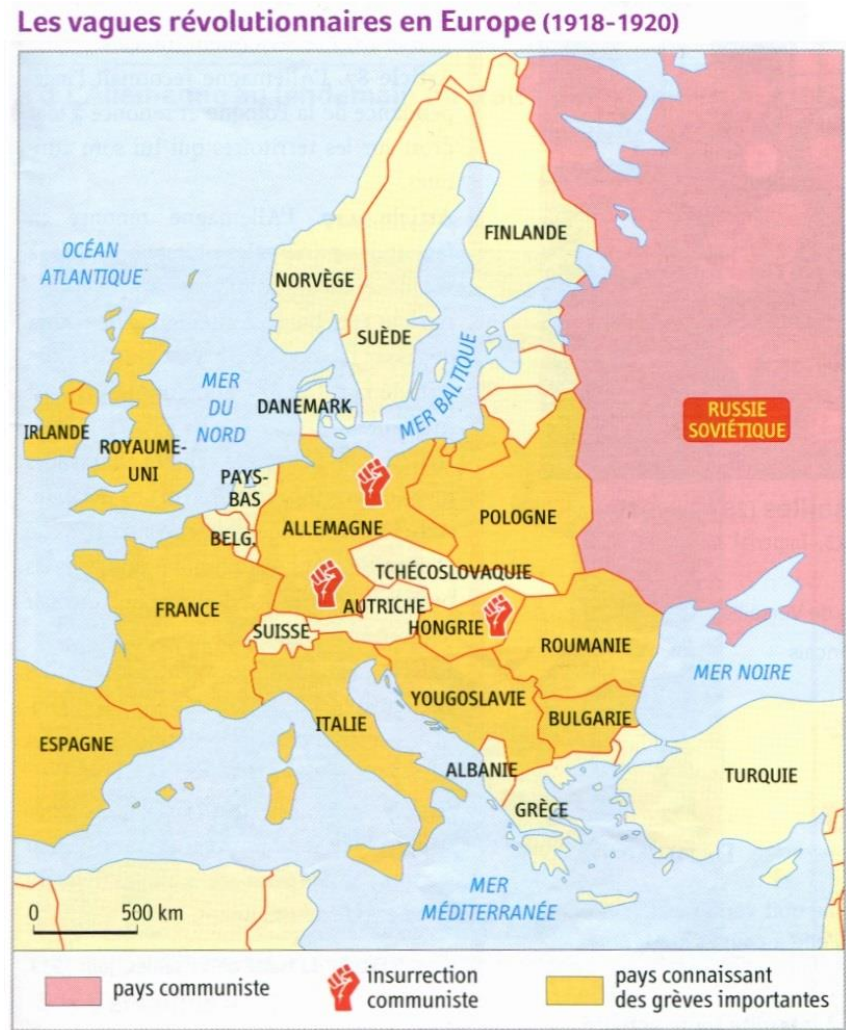 Les vagues révolutionnaires en Europe (1918-1920)
OCÉAN
ATLANTIQUE
NORVÈGE
FINLANDE
SUÈDE
MER BALTIQUE
MER
DU
NORD
DANEMARK
RUSSIE
SOVIÉTIQUE
IRLANDE
ROYAUME-
UNI
PAYS-
BAS
BELG.
ALLEMAGNE
POLOGNE
TCHÉCOSLOVAQUIE
FRANCE
AUTRICHE
SUISSE
HONGRIE
ROUMANIE
MER NOIRE
YOUGOSLAVIE
BULGARIE
ITALIE
ESPAGNE
ALBANIE
TURQUIE
GRÈCE
MER
MÉDITERRANÉE
0 500 km
pays communiste
insurrection
communiste
pays connaissant
des grèves importantes